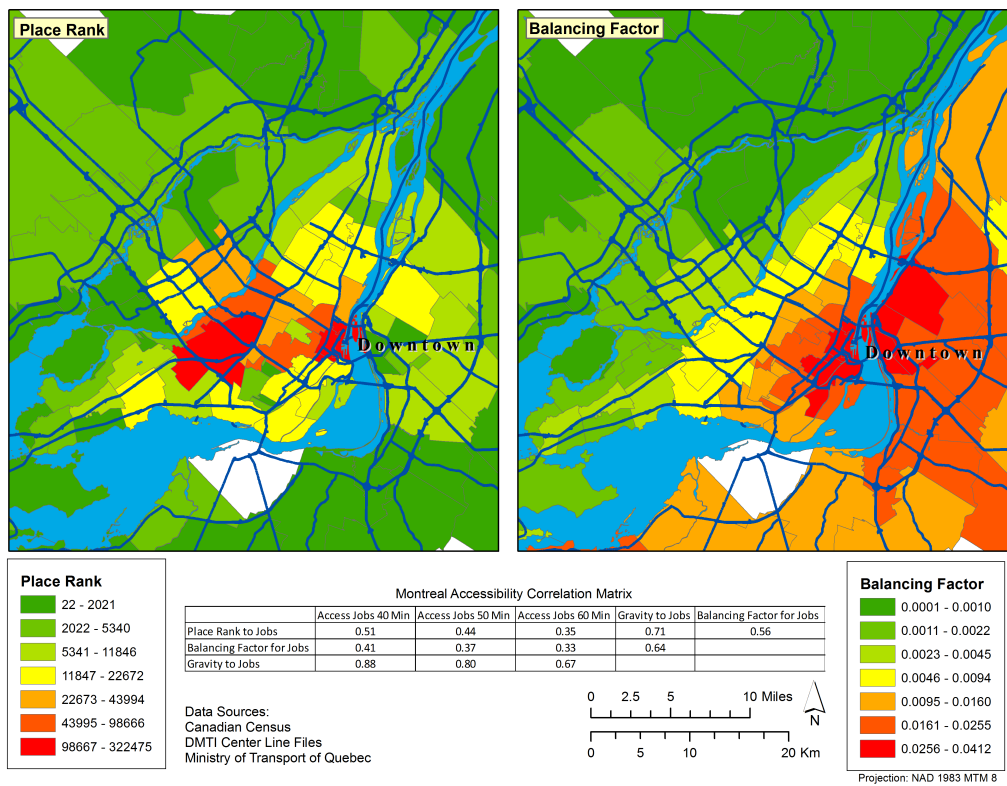 Place Rank
Balancing Factor
Downtown
Downtown
Place Rank
22 - 2021
2022 - 5340
5341 - 11846
11847 - 22672
22673 - 43994
43995 - 98666
98667 - 322475
Montreal Accessibility Correlation Matrix
Access Jobs 40 Min Access Jobs 50 Min Access Jobs 60 Min Gravity to Jobs Balancing Factor for Jobs
Place Rank to Jobs 0.51 0.44 0.35 0.71 0.56
Balancing Factor for Jobs 0.41 0.37 0.33 0.64
Gravity to Jobs 0.88 0.80 0.67
Data Sources:
Canadian Census
DMTI Center Line Files
Ministry of Transport of Quebec
0 2.5 5 10 Miles
0 5 10 20 Km
N
Balancing Factor
0.0001 - 0.0010
0.0011 - 0.0022
0.0023 - 0.0045
0.0046 - 0.0094
0.0095 - 0.0160
0.0161 - 0.0255
0.0256 - 0.0412
Projection: NAD 1983 MTM 8